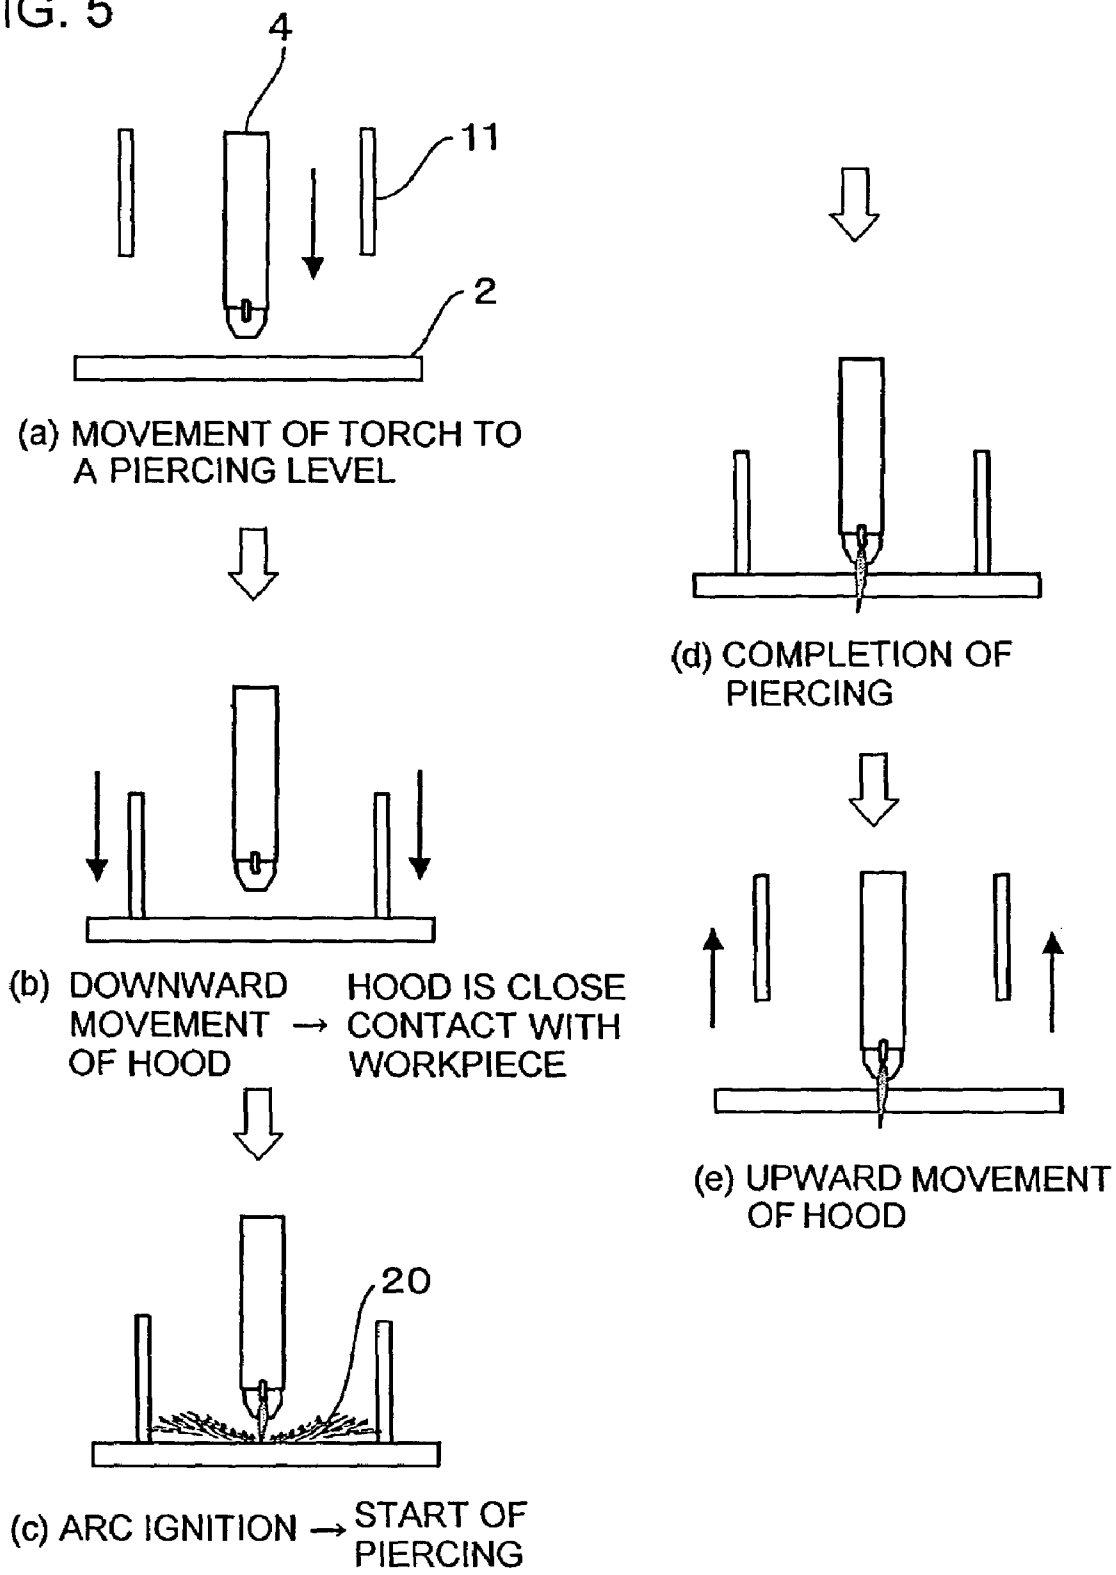 IG. 5
4
11
2
(a) MOVEMENT OF TORCH TO
A PIERCING LEVEL
(b) DOWNWARD
MOVEMENT →
OF HOOD
HOOD IS CLOSE
CONTACT WITH
WORKPIECE
20
(c) ARC IGNITION → START OF
PIERCING
(d) COMPLETION OF
PIERCING
(e) UPWARD MOVEMENT
OF HOOD